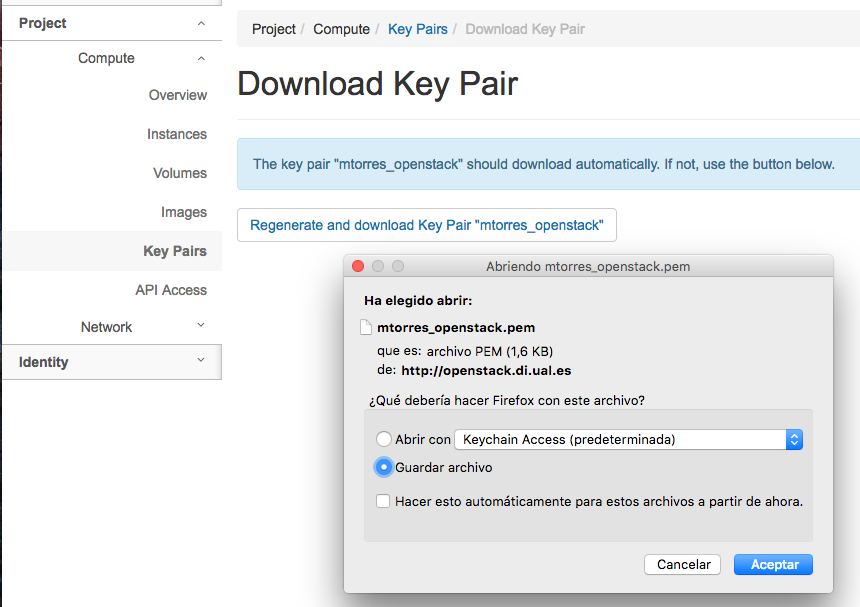 Project
Compute
Overview
Instances
Volumes
Images
Key Pairs
API Access
Network
Identity
Project / Compute / Key Pairs / Download Key Pair
Download Key Pair
The key pair "mtorres_openstack" should download automatically. If not, use the button below.
Regenerate and download Key Pair "mtorres_openstack"
Abriendo mtorres_openstack.pem
Ha elegido abrir:
mtorres_openstack.pem
que es: archivo PEM (1,6 KB)
de: http://openstack.di.ual.es
¿Qué debería hacer Firefox con este archivo?
Abrir con Keychain Access (predeterminada)
Guardar archivo
Hacer esto automáticamente para estos archivos a partir de ahora.
Cancelar Aceptar